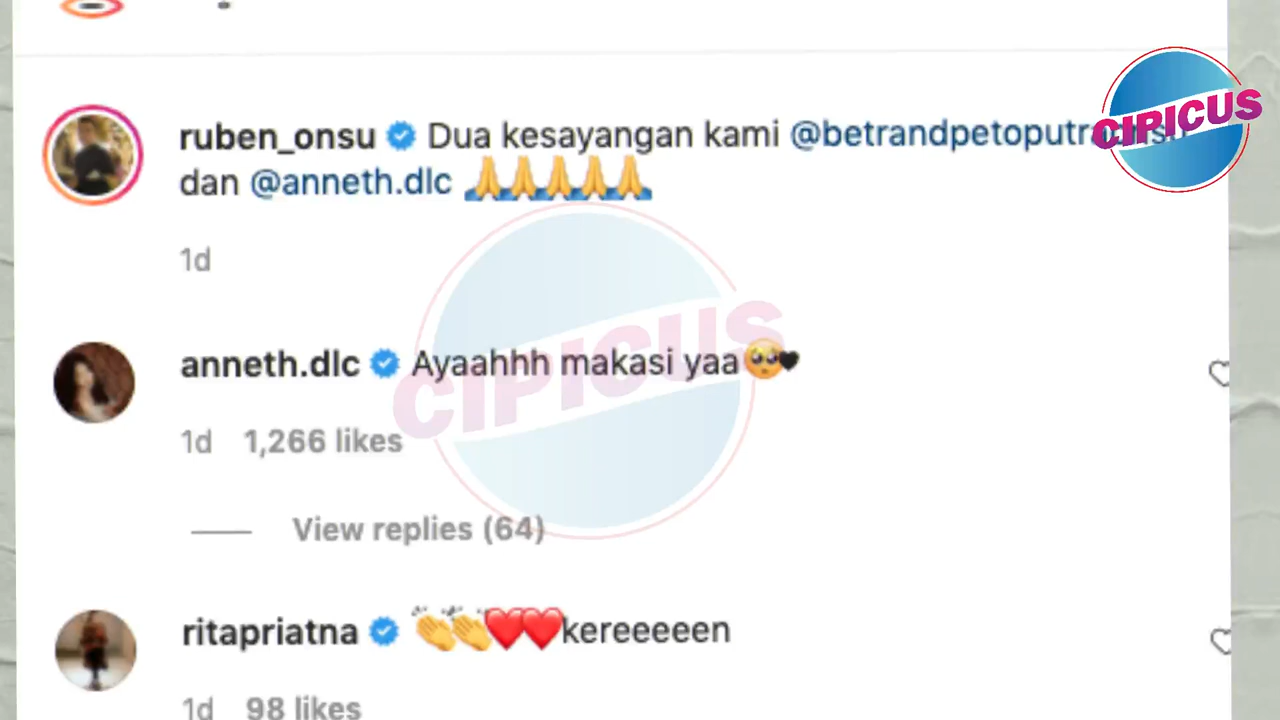 CIPICUS
ruben_onsu Dua kesayangan kami
dan @anneth.dlc 🙏🙏🙏🙏🙏
1d
anneth.dlc Ayaahhh makasi yaa🥺🖤
1d 1,266 likes
CIPICUS
View replies (64)
ritapriatna 👏👏❤️❤️kereeeeen
1d 98 likes